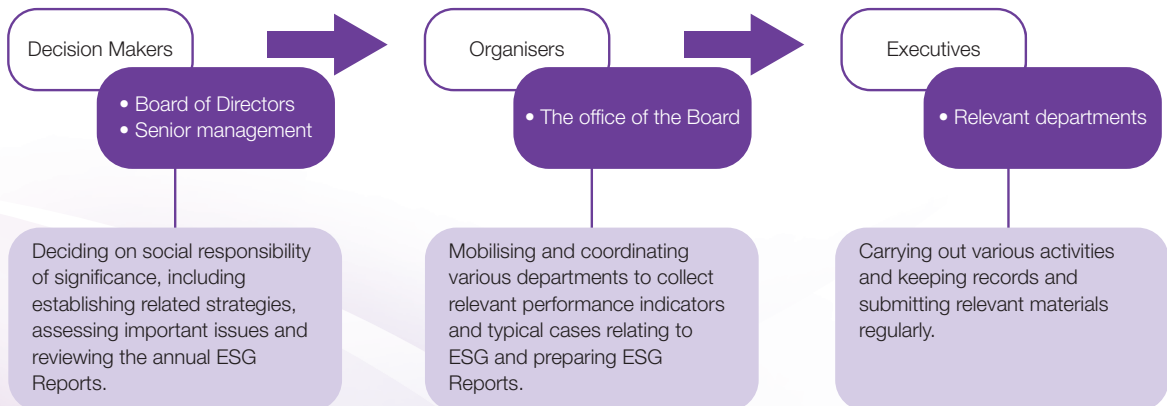 Decision Makers
• Board of Directors
• Senior management
Deciding on social responsibility
of significance, including
establishing related strategies,
assessing important issues and
reviewing the annual ESG
Reports.
Organisers
• The office of the Board
Mobilising and coordinating
various departments to collect
relevant performance indicators
and typical cases relating to
ESG and preparing ESG
Reports.
Executives
• Relevant departments
Carrying out various activities
and keeping records and
submitting relevant materials
regularly.